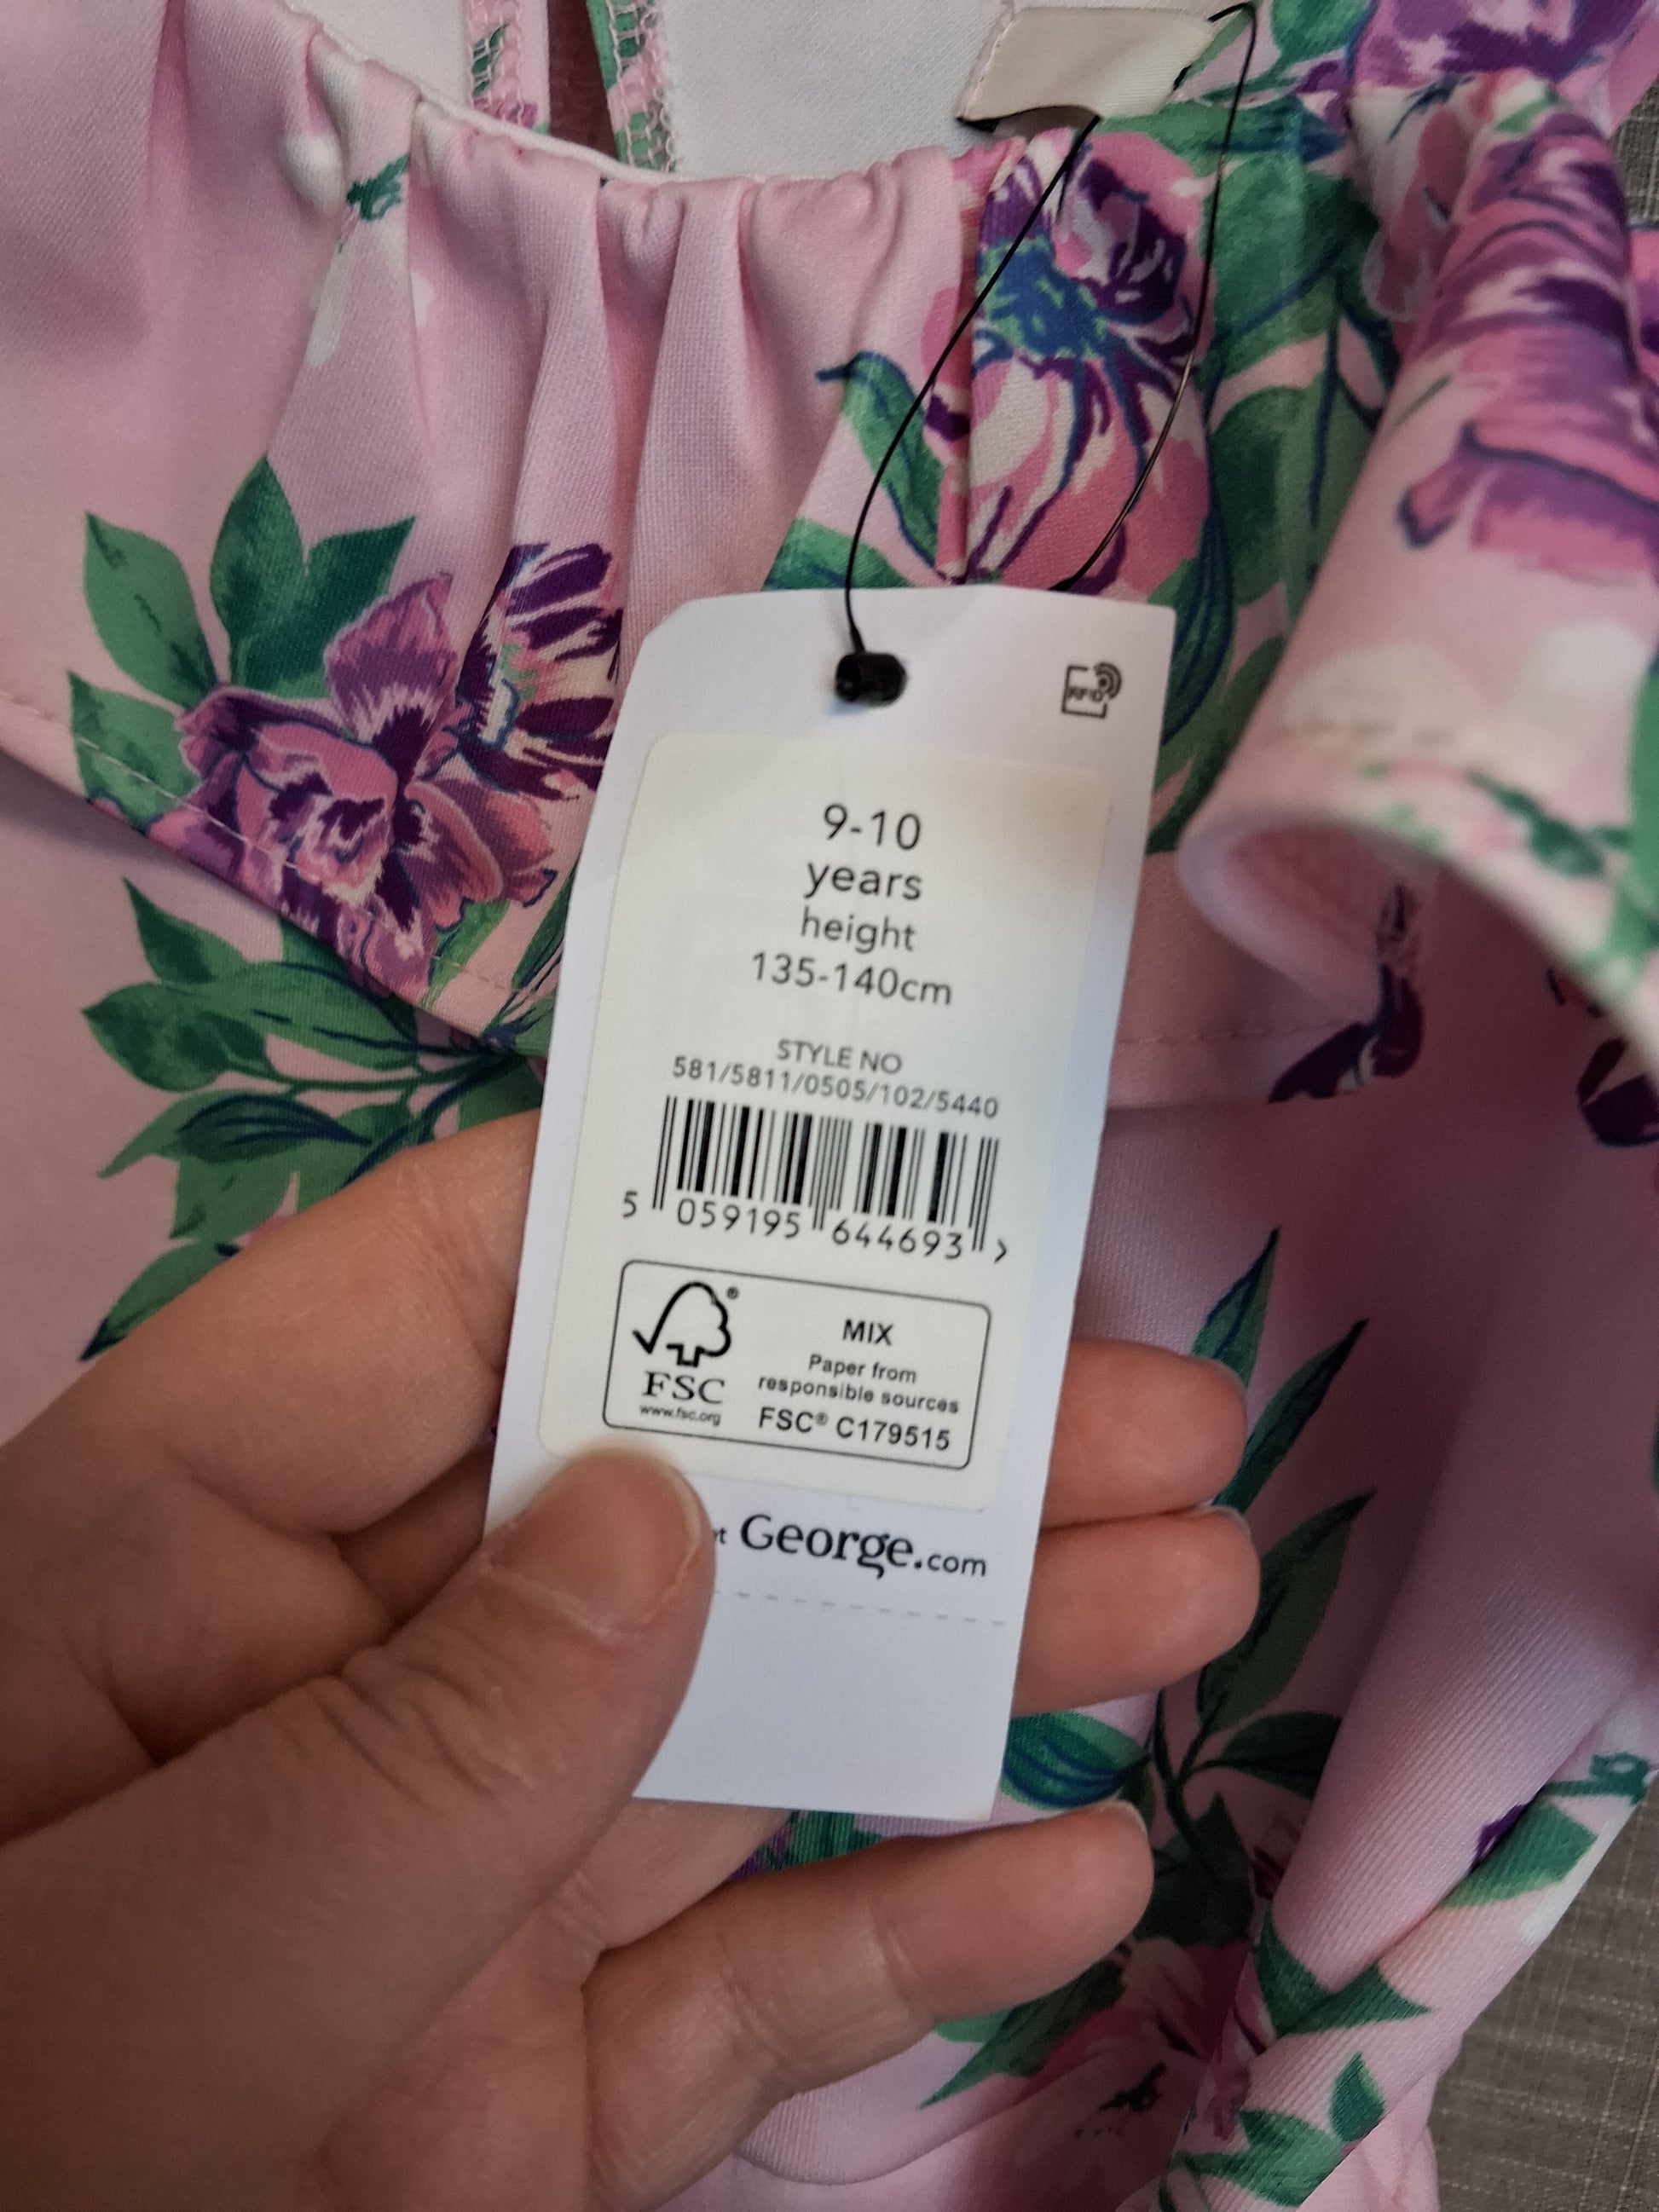 RFID
9-10
years
height
135-140cm
STYLE NO
581/5811/0505/102/5440
5 059195 644693 >
FSC
®
www.fsc.org
MIX
Paper from
responsible sources
FSC® C179515
George.com